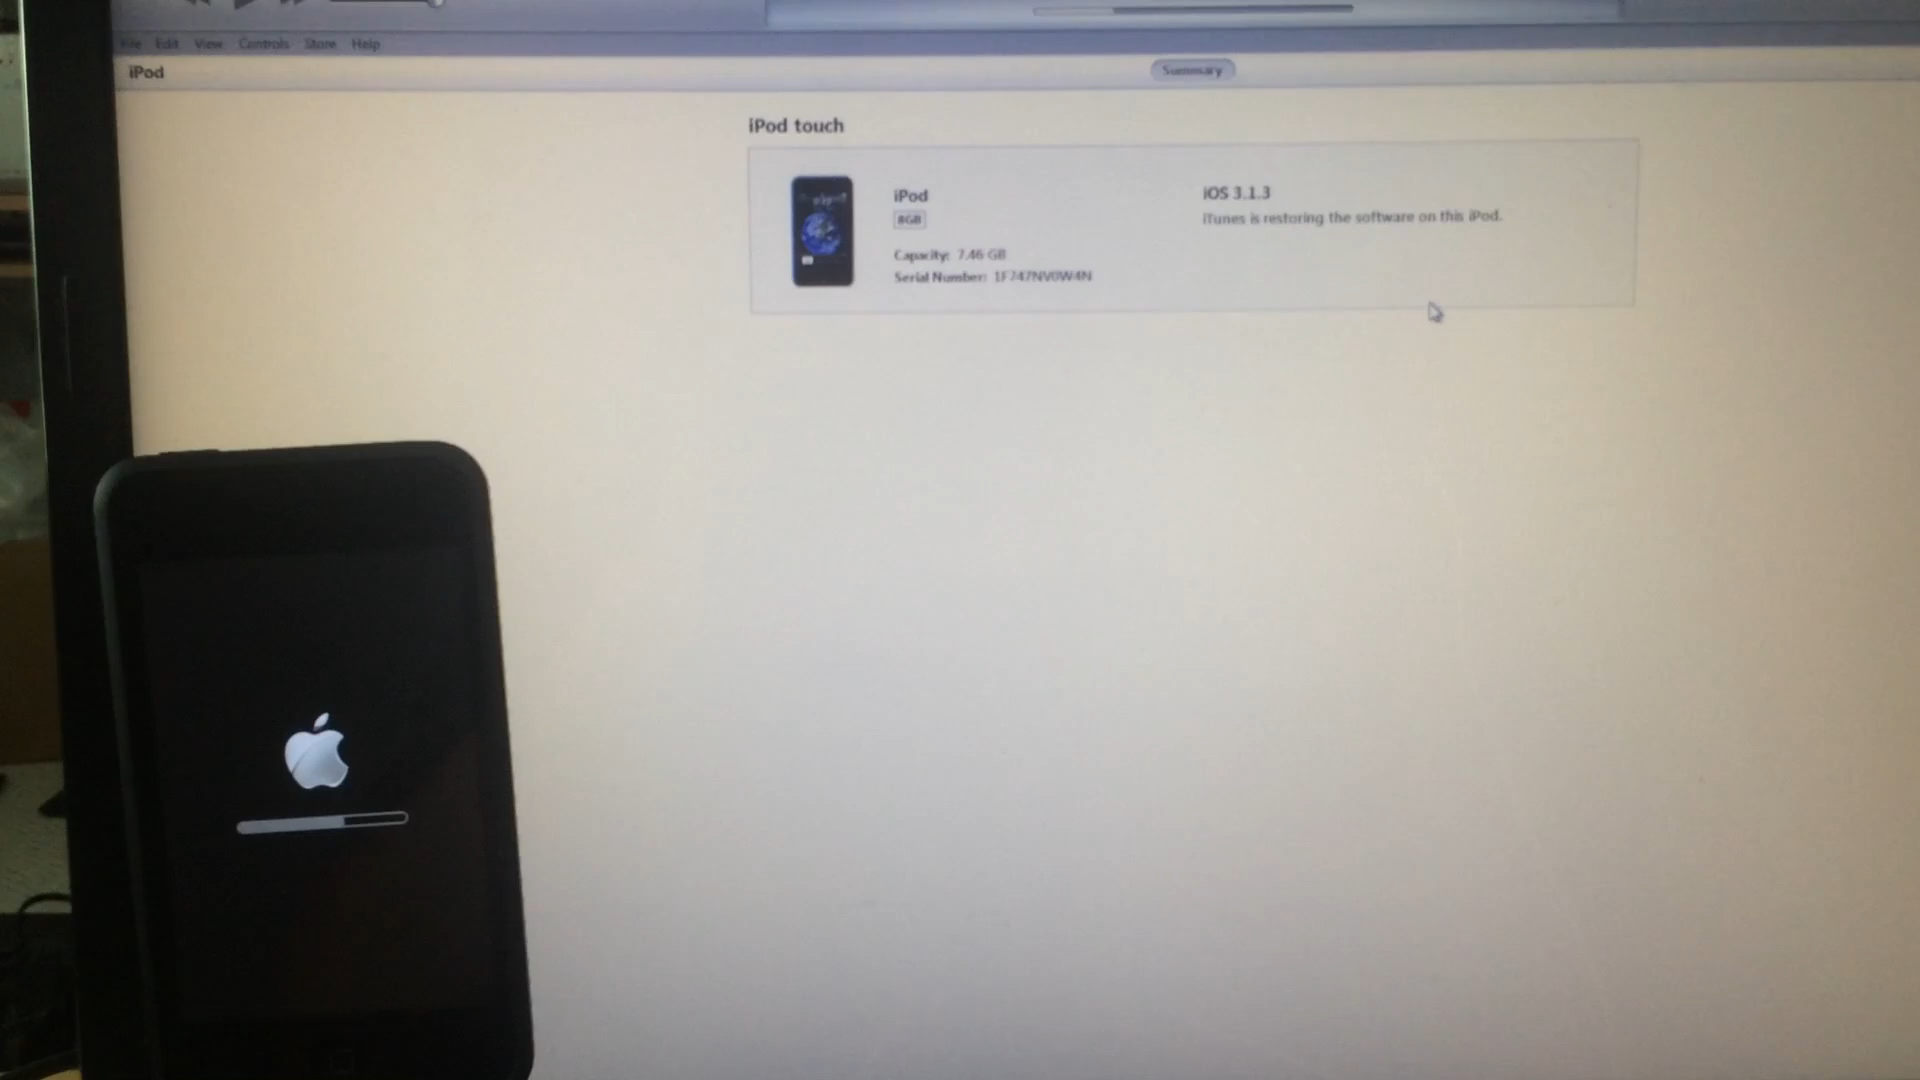 File Edit View Controls Store Help
iPod
Summary
iPod touch
iPod
8GB
Capacity: 7.46 GB
Serial Number: 1F747NV0W4N
iOS 3.1.3
iTunes is restoring the software on this iPod.